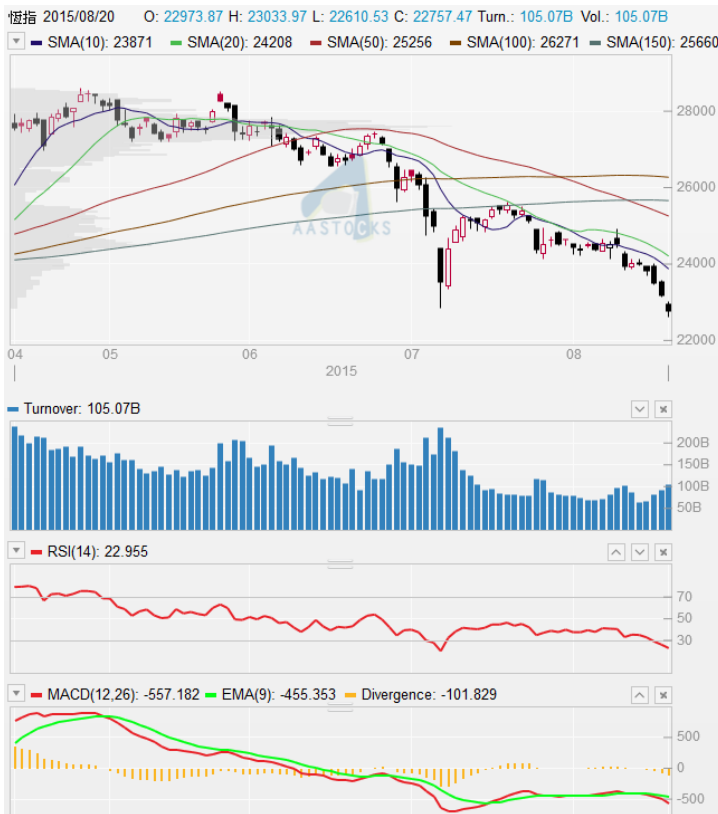 恆指 2015/08/20 O: 22973.87 H: 23033.97 L: 22610.53 C: 22757.47 Turn.: 105.07B Vol.: 105.07B
SMA(10): 23871 SMA(20): 24208 SMA(50): 25256 SMA(100): 26271 SMA(150): 25660
28000
26000
AASTOCKS
24000
22000
04 05 06 07 08
2015
Turnover: 105.07B
200B
150B
100B
50B
RSI(14): 22.955
70
50
30
MACD(12,26): -557.182 EMA(9): -455.353 Divergence: -101.829
500
0
-500